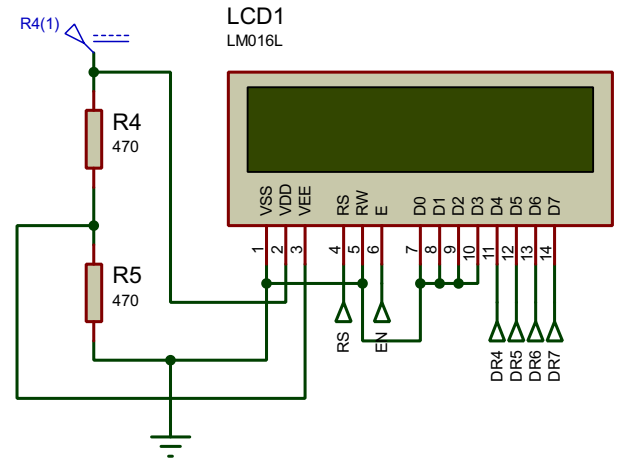 R4(1)
LCD1
LM016L
R4
470
R5
470
VSS
VDD
VEE
RS
RW
E
D0
D1
D2
D3
D4
D5
D6
D7
1
2
3
4
5
6
7
8
9
10
11
12
13
14
RS
EN
DR4
DR5
DR6
DR7